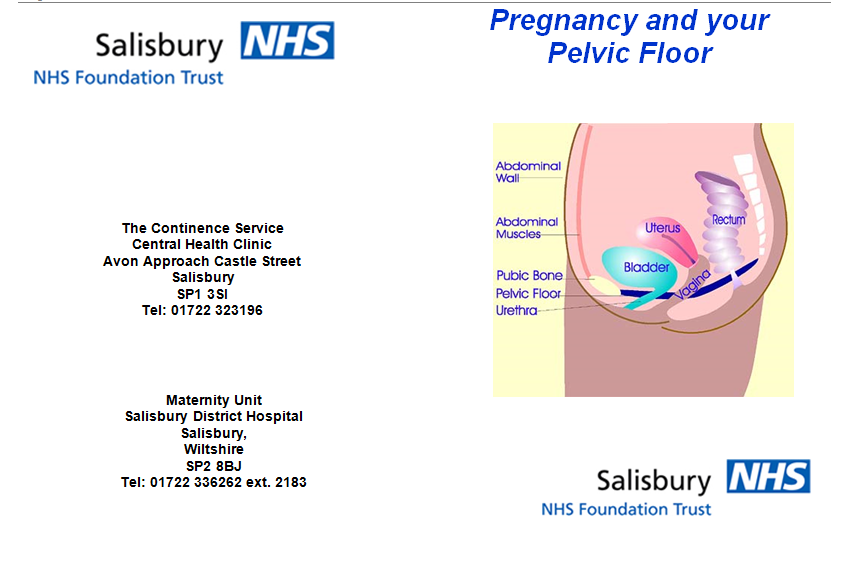 Salisbury NHS
NHS Foundation Trust
The Continence Service
Central Health Clinic
Avon Approach Castle Street
Salisbury
SP1 3SI
Tel: 01722 323196
Maternity Unit
Salisbury District Hospital
Salisbury,
Wiltshire
SP2 8BJ
Tel: 01722 336262 ext. 2183
Pregnancy and your
Pelvic Floor
Abdominal
Wall
Abdominal
Muscles
Pubic Bone
Pelvic Floor
Urethra
Uterus
Rectum
Bladder
Vagina
Salisbury NHS
NHS Foundation Trust